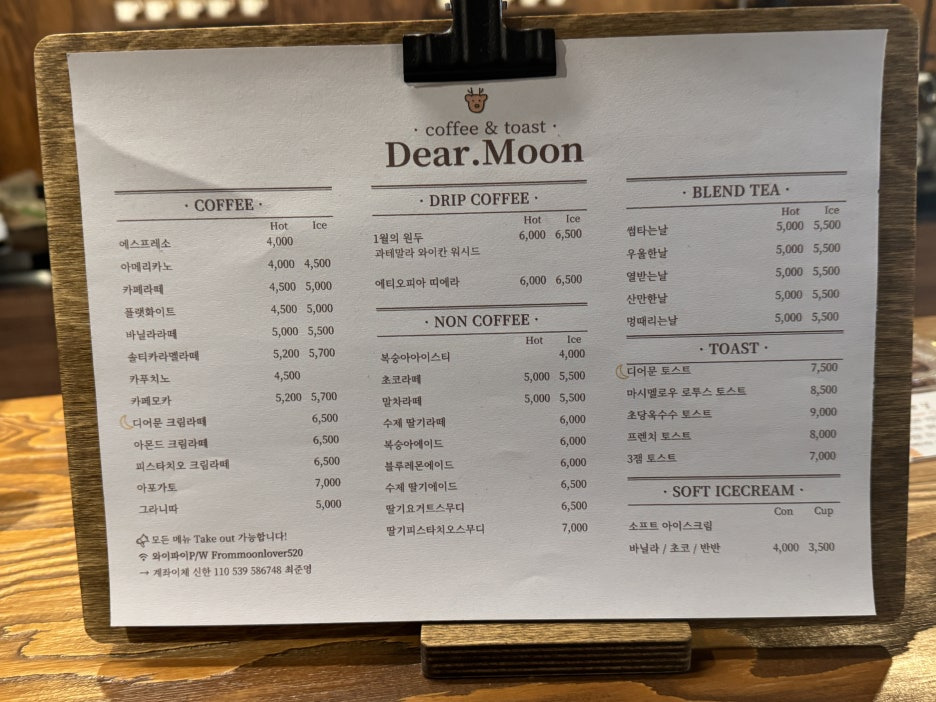 · coffee & toast ·
Dear.Moon
· COFFEE ·
Hot Ice
에스프레소 4,000
아메리카노 4,000 4,500
카페라떼 4,500 5,000
플랫화이트 4,500 5,000
바닐라라떼 5,000 5,500
솔티카라멜라떼 5,200 5,700
카푸치노 4,500
카페모카 5,200 5,700
디어문 크림라떼 6,500
아몬드 크림라떼 6,500
피스타치오 크림라떼 6,500
아포가토 7,000
그라니따 5,000
모든 메뉴 Take out 가능합니다!
와이파이P/W Frommoonlover520
→ 계좌이체 신한 110 539 586748 최준영
· DRIP COFFEE ·
Hot Ice
1월의 원두 6,000 6,500
과테말라 와이칸 워시드
에티오피아 띠에라 6,000 6,500
· NON COFFEE ·
Hot Ice
복숭아아이스티 4,000
초코라떼 5,000 5,500
말차라떼 5,000 5,500
수제 딸기라떼 6,000
복숭아에이드 6,000
블루레몬에이드 6,000
수제 딸기에이드 6,500
딸기요거트스무디 6,500
딸기피스타치오스무디 7,000
· BLEND TEA ·
Hot Ice
썸타는날 5,000 5,500
우울한날 5,000 5,500
열받는날 5,000 5,500
산만한날 5,000 5,500
멍때리는날 5,000 5,500
· TOAST ·
디어문 토스트 7,500
마시멜로우 로투스 토스트 8,500
초당옥수수 토스트 9,000
프렌치 토스트 8,000
3잼 토스트 7,000
· SOFT ICECREAM ·
Con Cup
소프트 아이스크림
바닐라 / 초코 / 반반 4,000 3,500